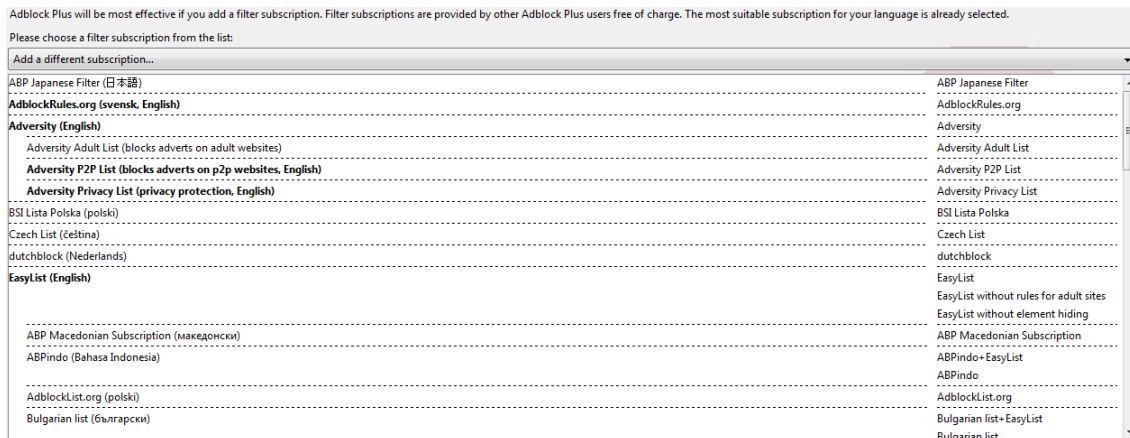 Adblock Plus will be most effective if you add a filter subscription. Filter subscriptions are provided by other Adblock Plus users free of charge. The most suitable subscription for your language is already selected.
Please choose a filter subscription from the list:
Add a different subscription...
ABP Japanese Filter (日本語) ABP Japanese Filter
AdblockRules.org (svensk, English) AdblockRules.org
Adversity (English) Adversity
Adversity Adult List (blocks adverts on adult websites) Adversity Adult List
Adversity P2P List (blocks adverts on p2p websites, English) Adversity P2P List
Adversity Privacy List (privacy protection, English) Adversity Privacy List
BSI Lista Polska (polski) BSI Lista Polska
Czech List (čeština) Czech List
dutchblock (Nederlands) dutchblock
EasyList (English) EasyList
EasyList without rules for adult sites
EasyList without element hiding
ABP Macedonian Subscription (македонски) ABP Macedonian Subscription
ABPindo (Bahasa Indonesia) ABPindo+EasyList
ABPindo
AdblockList.org (polski) AdblockList.org
Bulgarian list (български) Bulgarian list+EasyList
Bulgarian list